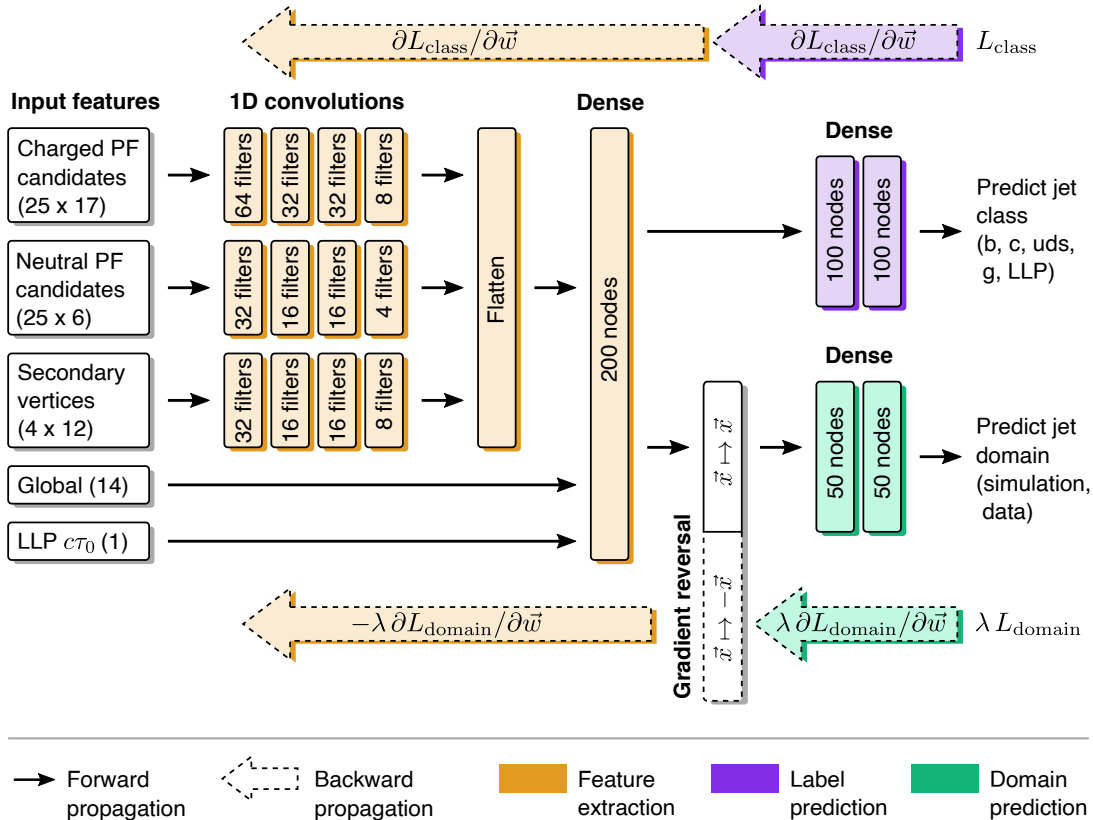 ∂L_class/∂w⃗
∂L_class/∂w⃗
L_class
Input features
1D convolutions
Dense
Charged PF
candidates
(25 x 17)
64 filters
32 filters
32 filters
8 filters
Neutral PF
candidates
(25 x 6)
32 filters
16 filters
16 filters
4 filters
Secondary
vertices
(4 x 12)
32 filters
16 filters
16 filters
8 filters
Flatten
200 nodes
Global (14)
LLP cτ₀ (1)
Dense
100 nodes
100 nodes
Predict jet
class
(b, c, uds,
g, LLP)
Dense
50 nodes
50 nodes
Predict jet
domain
(simulation,
data)
Gradient reversal
x⃗ ↦ x⃗
x⃗ ↦ −x⃗
−λ ∂L_domain/∂w⃗
λ ∂L_domain/∂w⃗
λ L_domain
Forward
propagation
Backward
propagation
Feature
extraction
Label
prediction
Domain
prediction